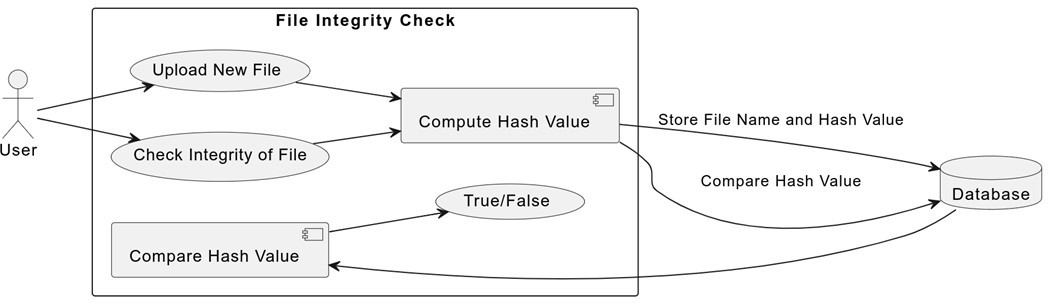 File Integrity Check
Upload New File
Compute Hash Value
Store File Name and Hash Value
User
Check Integrity of File
Compare Hash Value
Database
True/False
Compare Hash Value